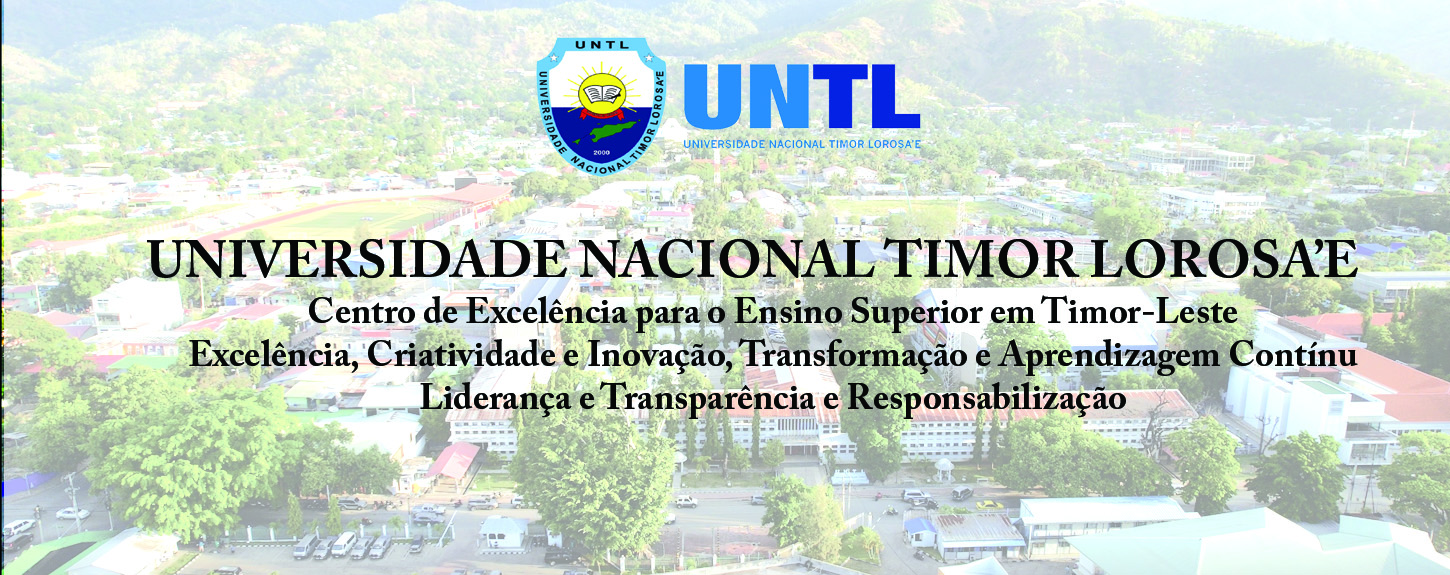 UNTL
UNIVERSIDADE NACIONAL TIMOR LOROSA'E
2000
UNTL
UNIVERSIDADE NACIONAL TIMOR LOROSA'E
UNIVERSIDADE NACIONAL TIMOR LOROSA’E
Centro de Excelência para o Ensino Superior em Timor-Leste
Excelência, Criatividade e Inovação, Transformação e Aprendizagem Contínu
Liderança e Transparência e Responsabilização